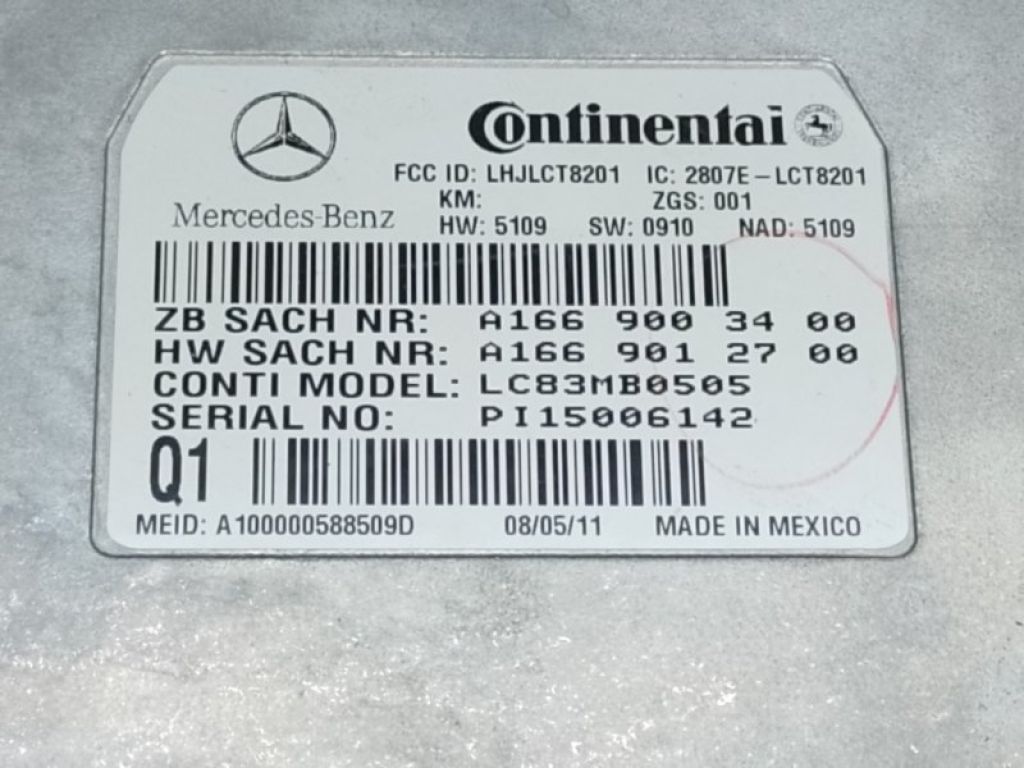 Continental
FCC ID: LHJLCT8201 IC: 2807E-LCT8201
KM: ZGS: 001
Mercedes-Benz
HW: 5109 SW: 0910 NAD: 5109
ZB SACH NR: A166 900 34 00
HW SACH NR: A166 901 27 00
CONTI MODEL: LC83MB0505
SERIAL NO: PI15006142
Q1
MEID: A100000588509D 08/05/11 MADE IN MEXICO